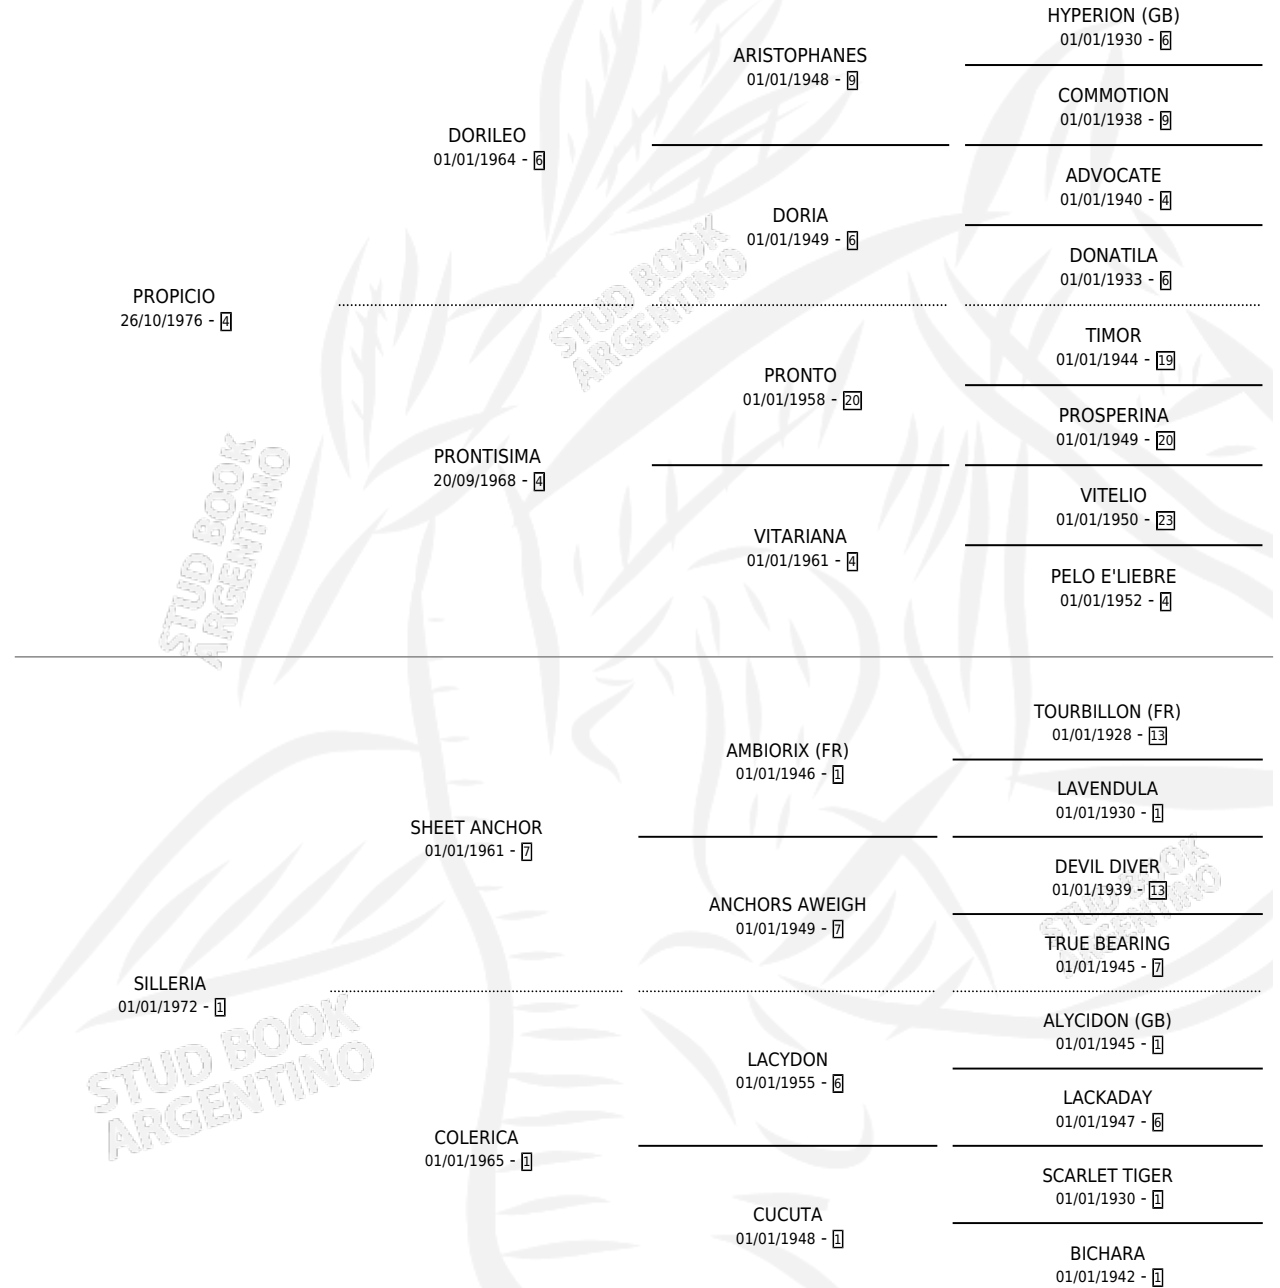 HYPERION (GB)
01/01/1930 - 6
ARISTOPHANES
01/01/1948 - 9
COMMOTION
01/01/1938 - 9
DORILEO
01/01/1964 - 6
ADVOCATE
01/01/1940 - 4
DORIA
01/01/1949 - 6
DONATILA
01/01/1933 - 6
PROPICIO
26/10/1976 - 4
TIMOR
01/01/1944 - 19
PRONTO
01/01/1958 - 20
PROSPERINA
01/01/1949 - 20
PRONTISIMA
20/09/1968 - 4
VITELIO
01/01/1950 - 23
VITARIANA
01/01/1961 - 4
PELO E'LIEBRE
01/01/1952 - 4
TOURBILLON (FR)
01/01/1928 - 13
AMBIORIX (FR)
01/01/1946 - 1
LAVENDULA
01/01/1930 - 1
SHEET ANCHOR
01/01/1961 - 7
DEVIL DIVER
01/01/1939 - 13
ANCHORS AWEIGH
01/01/1949 - 7
TRUE BEARING
01/01/1945 - 7
SILLERIA
01/01/1972 - 1
ALYCIDON (GB)
01/01/1945 - 1
LACYDON
01/01/1955 - 6
LACKADAY
01/01/1947 - 6
COLERICA
01/01/1965 - 1
SCARLET TIGER
01/01/1930 - 1
CUCUTA
01/01/1948 - 1
BICHARA
01/01/1942 - 1
STUD BOOK
ARGENTINO
STUD BOOK
ARGENTINO
STUD BOOK
ARGENTINO
STUD BOOK
ARGENTINO